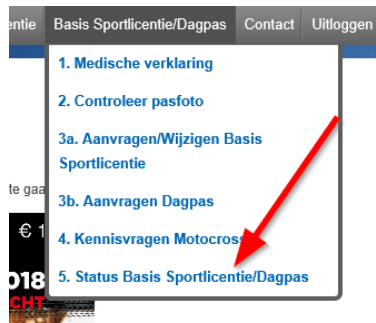 entie Basis Sportlicentie/Dagpas Contact Uitloggen
1. Medische verklaring
2. Controleer pasfoto
3a. Aanvragen/Wijzigen Basis
Sportlicentie
te gaa
3b. Aanvragen Dagpas
€ 1
4. Kennisvragen Motocross
018
5. Status Basis Sportlicentie/Dagpas
CHT